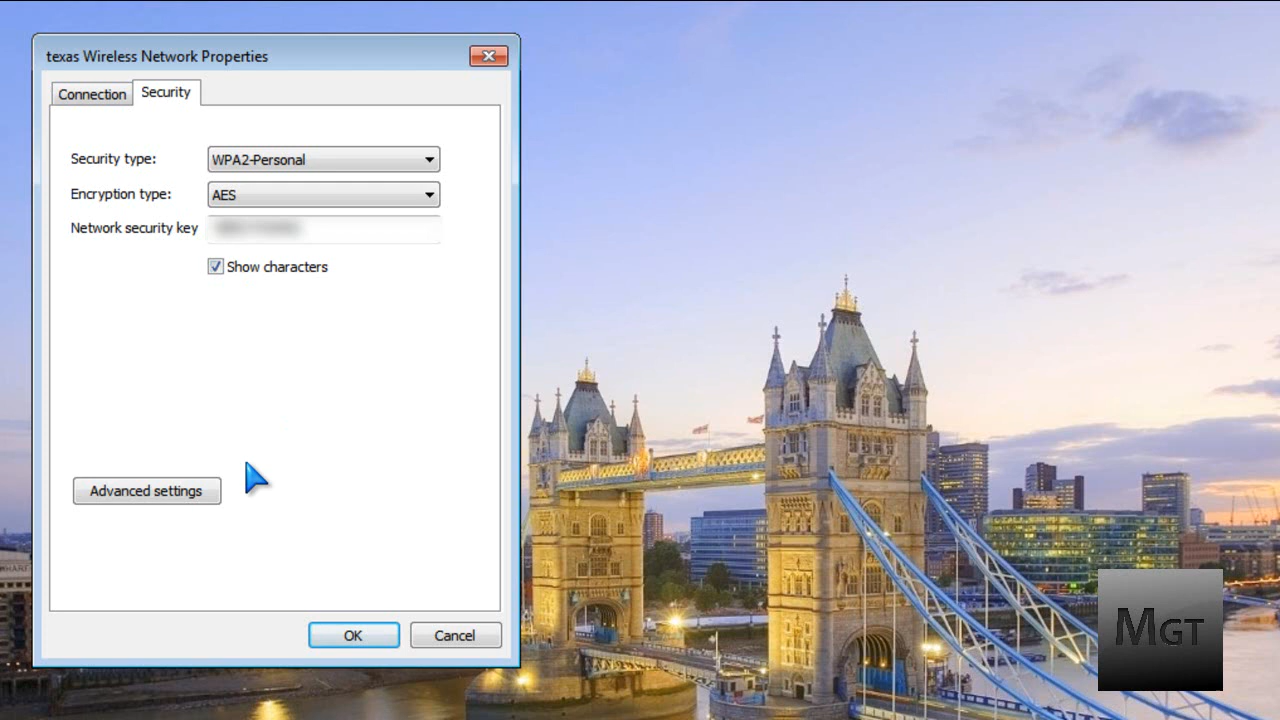 texas Wireless Network Properties
Connection
Security
Security type:
WPA2-Personal
Encryption type:
AES
Network security key
Show characters
Advanced settings
OK
Cancel
MGT